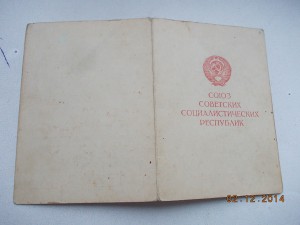 СОЮЗ
СОВЕТСКИХ
СОЦИАЛИСТИЧЕСКИХ
РЕСПУБЛИК
02.12.2014